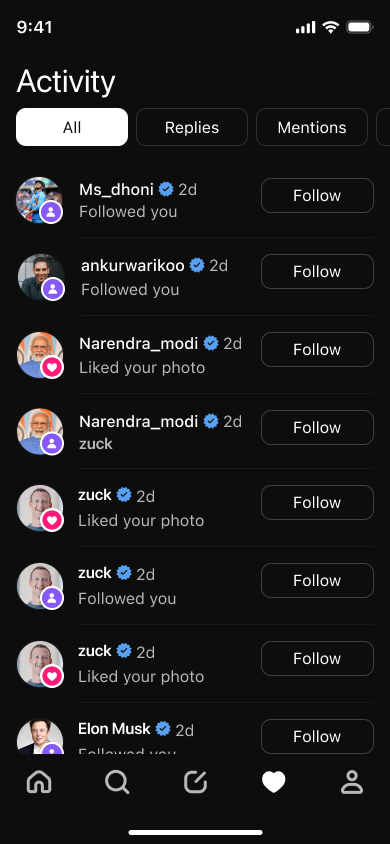 9:41
Activity
All Replies Mentions
Ms_dhoni 2d
Followed you
Follow
ankurwarikoo 2d
Followed you
Follow
Narendra_modi 2d
Liked your photo
Follow
Narendra_modi 2d
zuck
Follow
zuck 2d
Liked your photo
Follow
zuck 2d
Followed you
Follow
zuck 2d
Liked your photo
Follow
Elon Musk 2d
Followed you
Follow